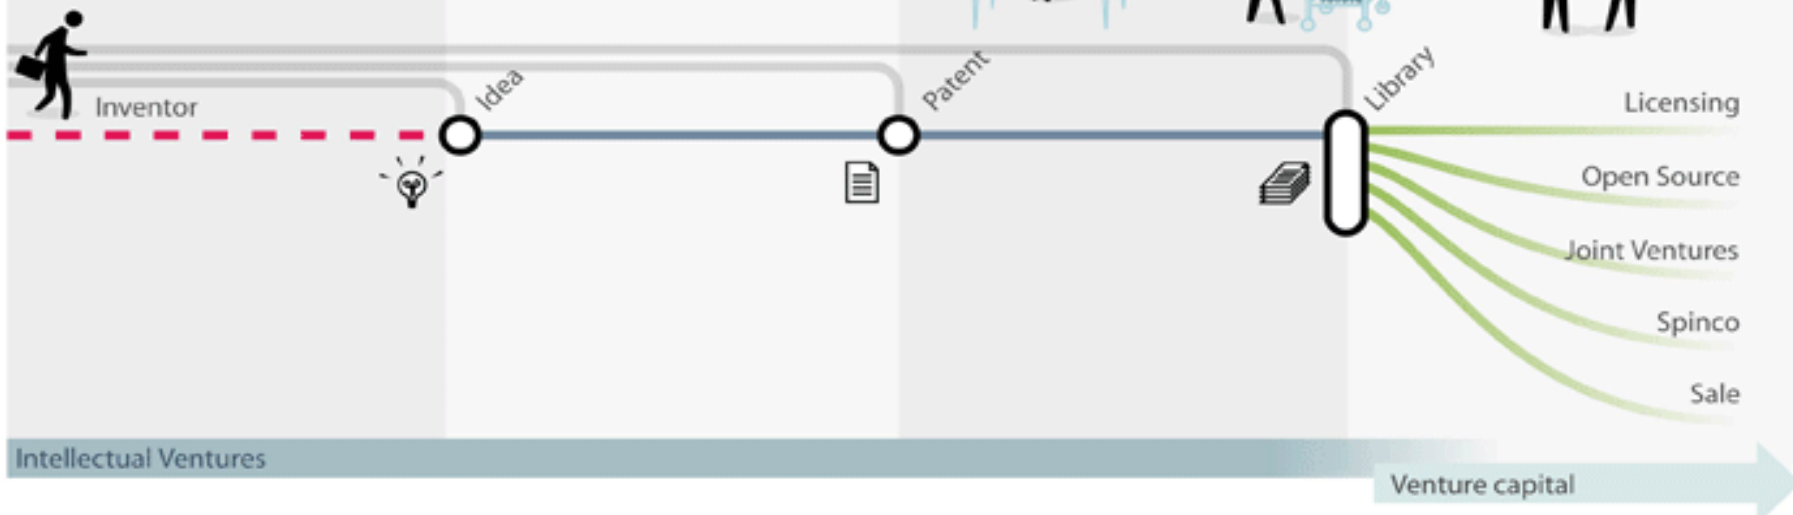 Inventor
Idea
Patent
Library
Licensing
Open Source
Joint Ventures
Spinco
Sale
Intellectual Ventures
Venture capital